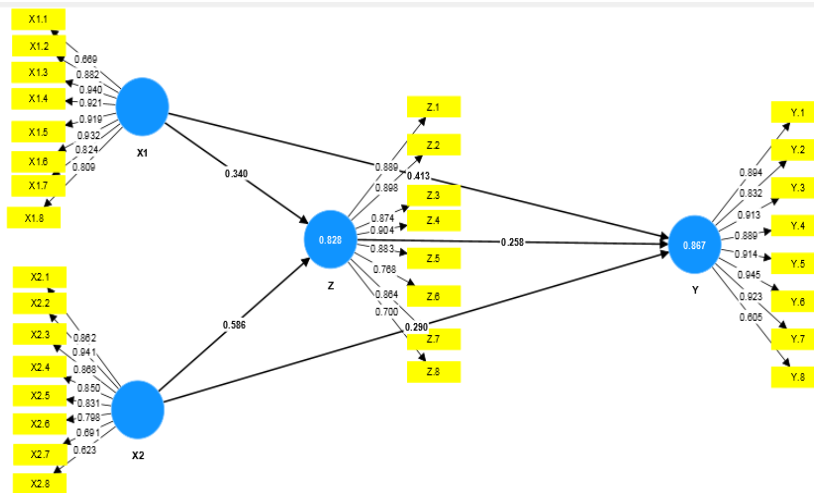 X1.1
X1.2
X1.3
X1.4
X1.5
X1.6
X1.7
X1.8
0.669
0.882
0.940
0.921
0.919
0.932
0.824
0.809
X1
0.340
0.413
X2.1
X2.2
X2.3
X2.4
X2.5
X2.6
X2.7
X2.8
0.862
0.941
0.868
0.850
0.831
0.798
0.691
0.623
X2
0.586
0.290
0.828
Z
0.258
Z.1
Z.2
Z.3
Z.4
Z.5
Z.6
Z.7
Z.8
0.889
0.898
0.874
0.904
0.883
0.768
0.864
0.700
0.867
Y
Y.1
Y.2
Y.3
Y.4
Y.5
Y.6
Y.7
Y.8
0.894
0.832
0.913
0.889
0.914
0.945
0.923
0.605